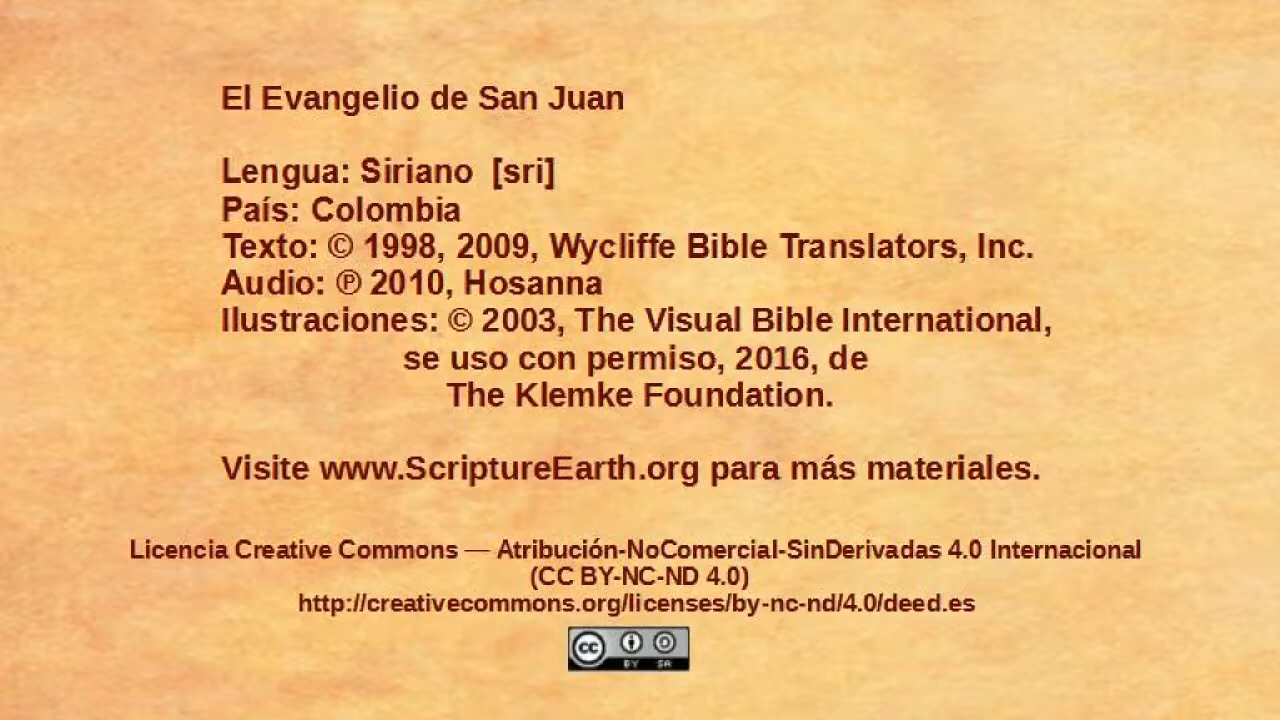 El Evangelio de San Juan
Lengua: Siriano [sri]
País: Colombia
Texto: © 1998, 2009, Wycliffe Bible Translators, Inc.
Audio: ℗ 2010, Hosanna
Ilustraciones: © 2003, The Visual Bible International,
se uso con permiso, 2016, de
The Klemke Foundation.
Visite www.ScriptureEarth.org para más materiales.
Licencia Creative Commons — Atribución-NoComercial-SinDerivadas 4.0 Internacional
(CC BY-NC-ND 4.0)
http://creativecommons.org/licenses/by-nc-nd/4.0/deed.es
cc BY SA